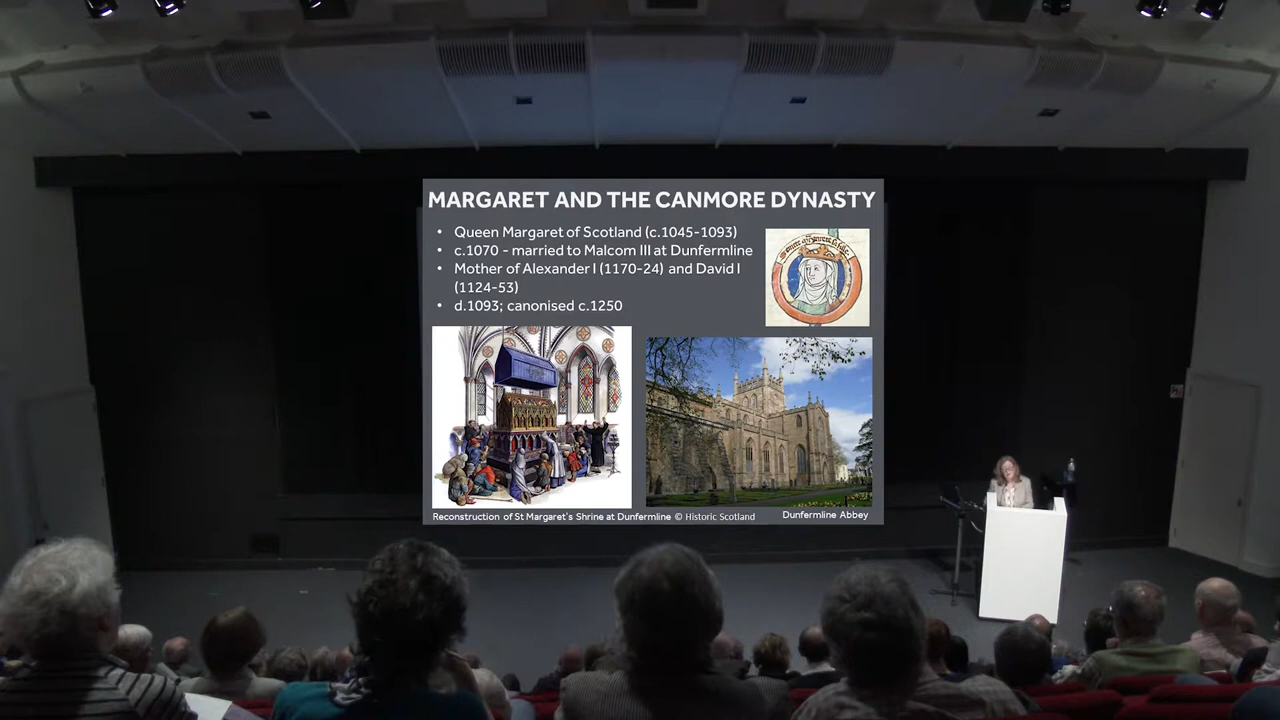 MARGARET AND THE CANMORE DYNASTY
• Queen Margaret of Scotland (c.1045-1093)
• c.1070 - married to Malcom III at Dunfermline
• Mother of Alexander I (1170-24) and David I
(1124-53)
• d.1093; canonised c.1250
Reconstruction of St Margaret's Shrine at Dunfermline © Historic Scotland
Dunfermline Abbey